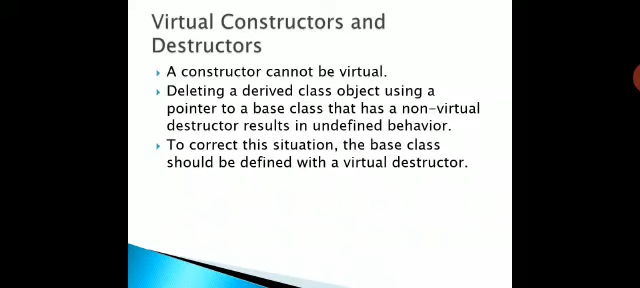 Virtual Constructors and
Destructors
A constructor cannot be virtual.
Deleting a derived class object using a
pointer to a base class that has a non-virtual
destructor results in undefined behavior.
To correct this situation, the base class
should be defined with a virtual destructor.